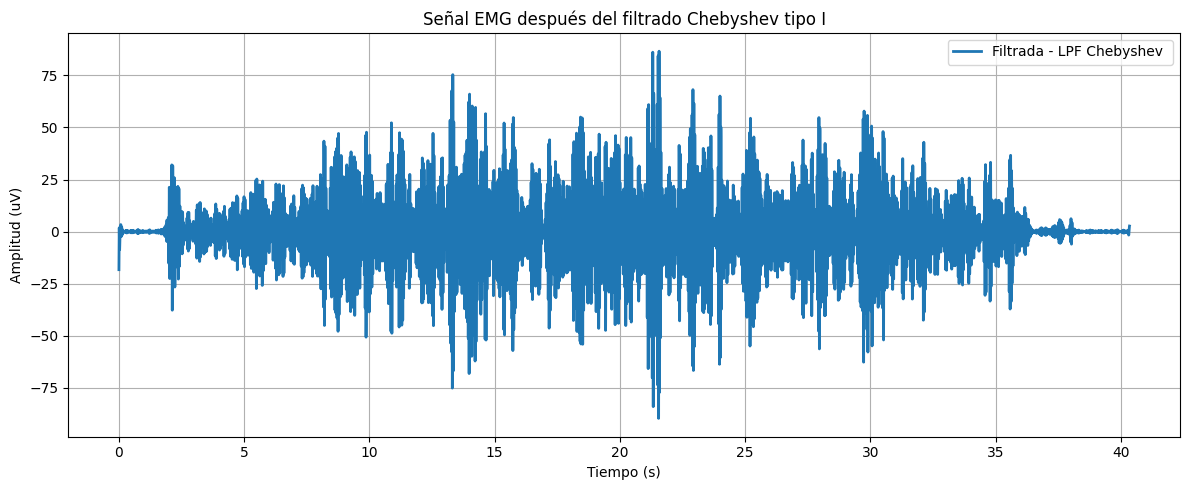 Señal EMG después del filtrado Chebyshev tipo I
Filtrada - LPF Chebyshev
75
50
25
0
−25
−50
−75
Amplitud (uV)
0 5 10 15 20 25 30 35 40
Tiempo (s)